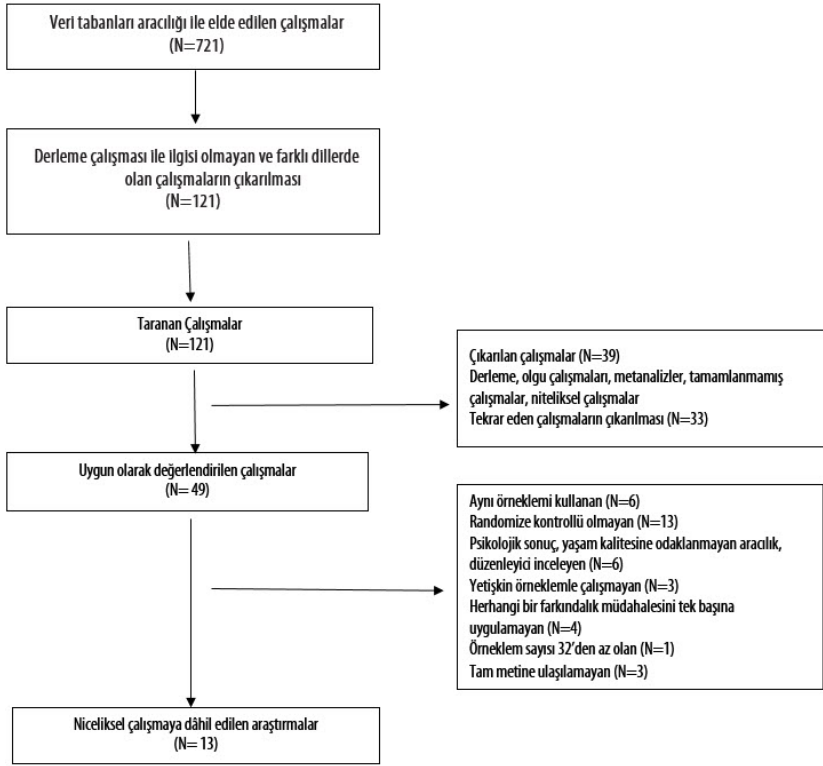 Veri tabanları aracılığı ile elde edilen çalışmalar
(N=721)
Derleme çalışması ile ilgisi olmayan ve farklı dillerde
olan çalışmaların çıkarılması
(N=121)
Taranan Çalışmalar
(N=121)
Çıkarılan çalışmalar (N=39)
Derleme, olgu çalışmaları, metanalizler, tamamlanmamış
çalışmalar, niteliksel çalışmalar
Tekrar eden çalışmaların çıkarılması (N=33)
Uygun olarak değerlendirilen çalışmalar
(N= 49)
Aynı örneklemi kullanan (N=6)
Randomize kontrollü olmayan (N=13)
Psikolojik sonuç, yaşam kalitesine odaklanmayan aracılık,
düzenleyici inceleyen (N=6)
Yetişkin örneklemle çalışmayan (N=3)
Herhangi bir farkındalık müdahalesini tek başına
uygulamayan (N=4)
Örneklem sayısı 32'den az olan (N=1)
Tam metine ulaşılamayan (N=3)
Niceliksel çalışmaya dâhil edilen araştırmalar
(N= 13)